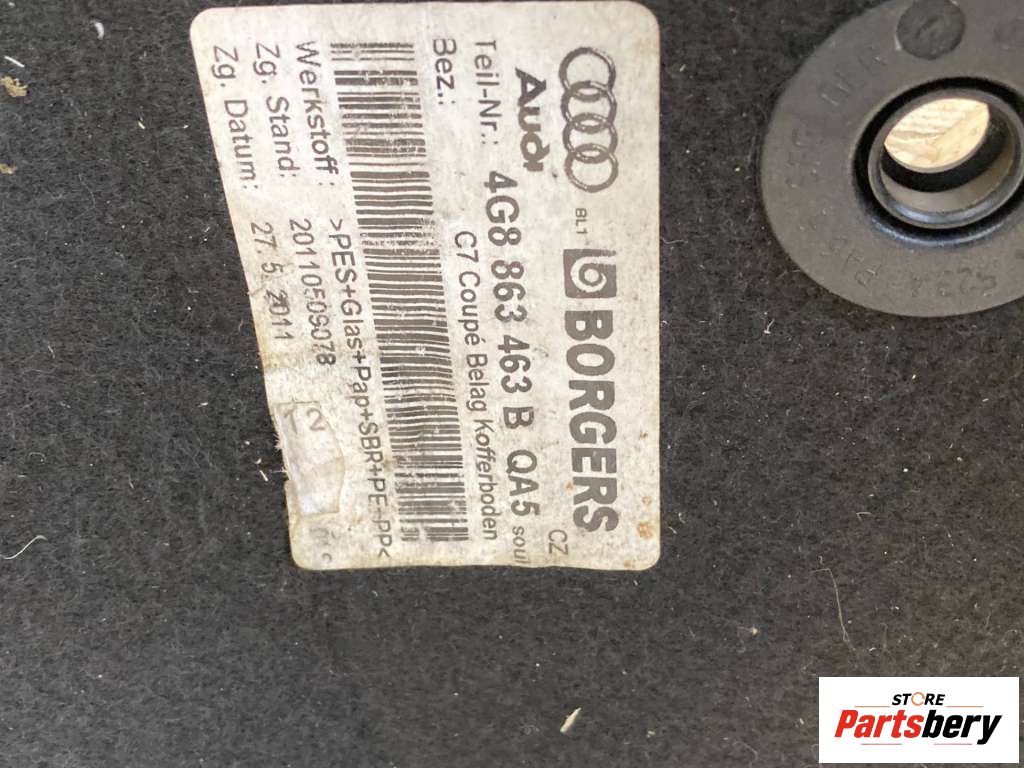 BL1 BORGERS CZ
Audi
Teil-Nr.: 4G8 863 463 B QA5 soul
Bez.: C7 Coupé Belag Kofferboden
Werkstoff: >PES+Glas+Pap+SBR+PE+PP<
Zg. Stand: 20110509078
Zg. Datum: 27.5.2011
STORE
Partsbery